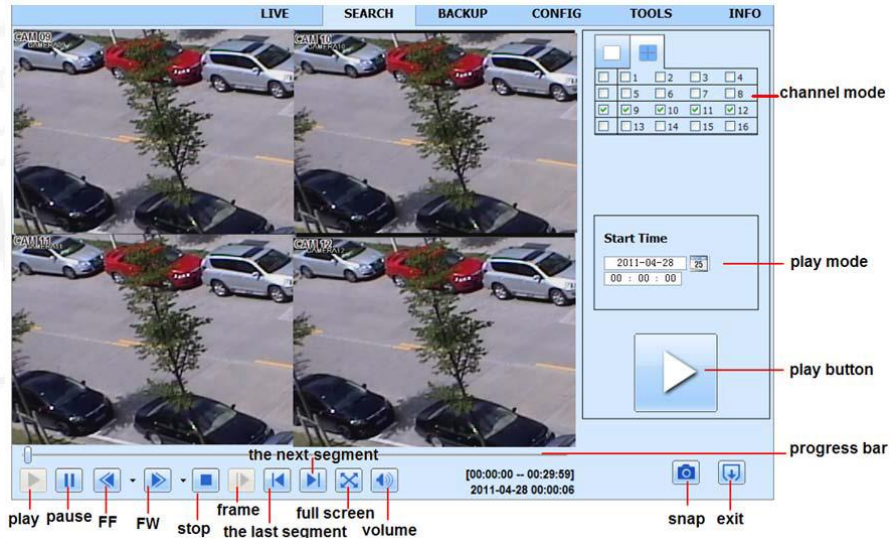 LIVE SEARCH BACKUP CONFIG TOOLS INFO
CAM 09
CAMERA09
CAM 10
CAMERA10
1 2 3 4
5 6 7 8
9 10 11 12
13 14 15 16
channel mode
CAM 11
CAM 12
CAMERA12
Start Time
2011-04-28 25
00 : 00 : 00
play mode
play button
progress bar
the next segment
[00:00:00 -- 00:29:59]
2011-04-28 00:00:06
play pause FF FW stop frame the last segment full screen volume
snap exit